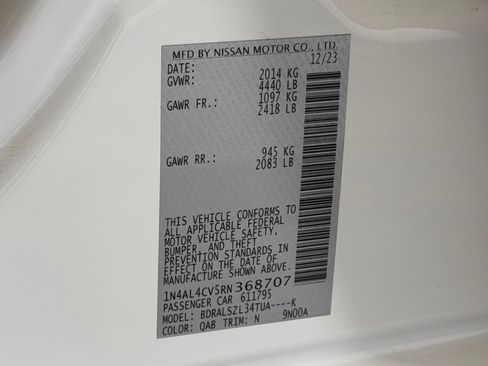 MFD BY NISSAN MOTOR CO., LTD.
DATE: 12/23
GVWR: 2014 KG
4440 LB
GAWR FR.: 1097 KG
2418 LB
GAWR RR.: 945 KG
2083 LB
THIS VEHICLE CONFORMS TO
ALL APPLICABLE FEDERAL
MOTOR VEHICLE SAFETY,
BUMPER, AND THEFT
PREVENTION STANDARDS IN
EFFECT ON THE DATE OF
MANUFACTURE SHOWN ABOVE.
1N4AL4CV5RN368707
PASSENGER CAR 611795
MODEL: BDRALSZL34TUA----K
COLOR: QAB TRIM: N 9N00A